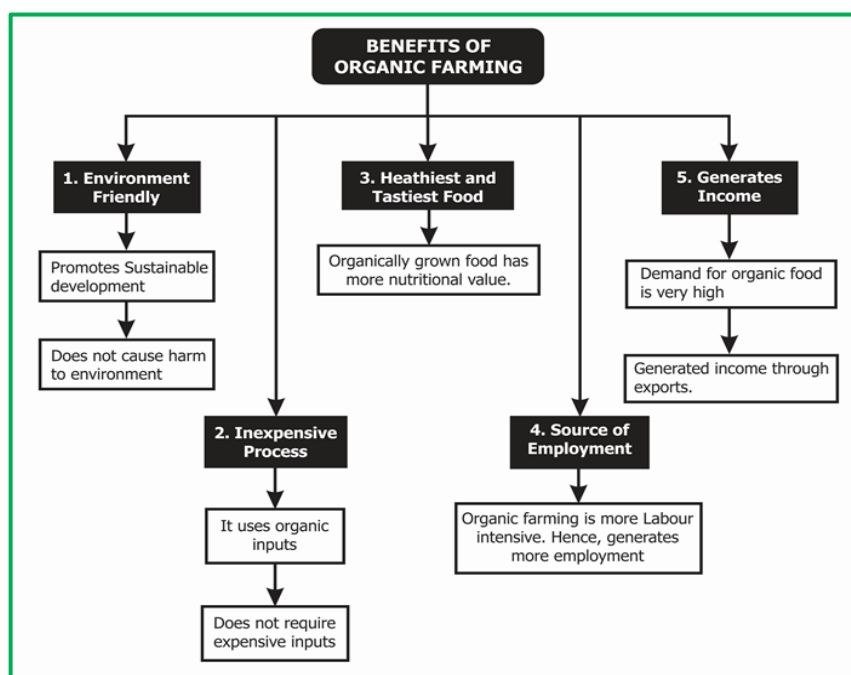 BENEFITS OF
ORGANIC FARMING
1. Environment
Friendly
Promotes Sustainable
development
Does not cause harm
to environment
2. Inexpensive
Process
It uses organic
inputs
Does not require
expensive inputs
3. Heathiest and
Tastiest Food
Organically grown food has
more nutritional value.
4. Source of
Employment
Organic farming is more Labour
intensive. Hence, generates
more employment
5. Generates
Income
Demand for organic food
is very high
Generated income through
exports.